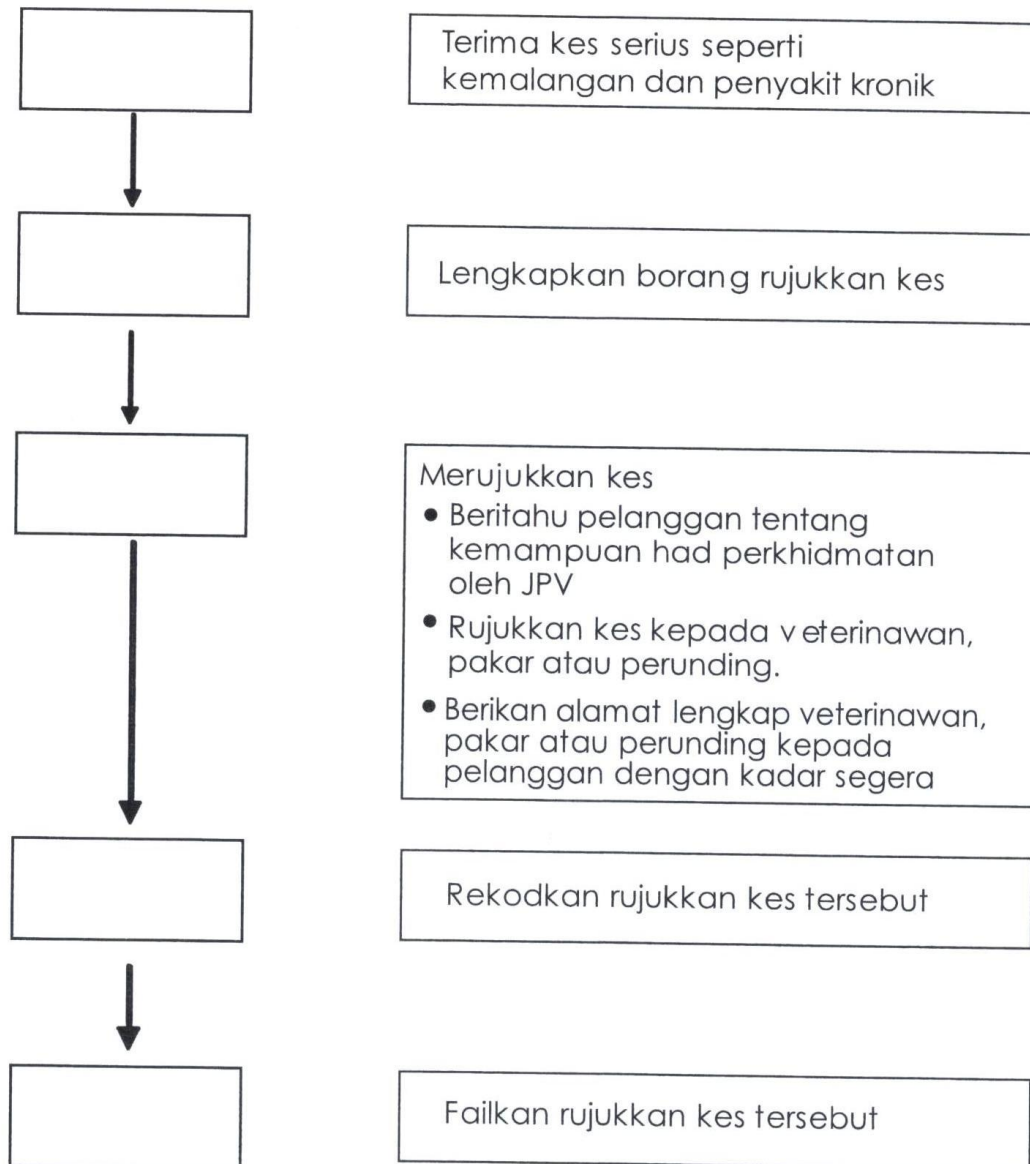 Terima kes serius seperti
kemalangan dan penyakit kronik
Lengkapkan borang rujukkan kes
Merujukkan kes
• Beritahu pelanggan tentang
kemampuan had perkhidmatan
oleh JPV
• Rujukkan kes kepada veterinawan,
pakar atau perunding.
• Berikan alamat lengkap veterinawan,
pakar atau perunding kepada
pelanggan dengan kadar segera
Rekodkan rujukkan kes tersebut
Failkan rujukkan kes tersebut